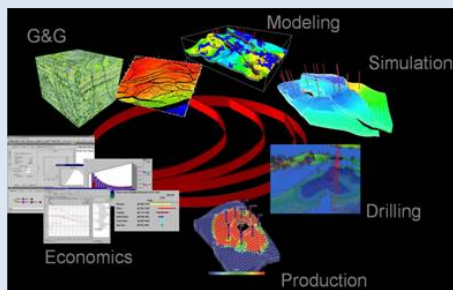 Modeling
G&G
Simulation
Drilling
Economics
Production